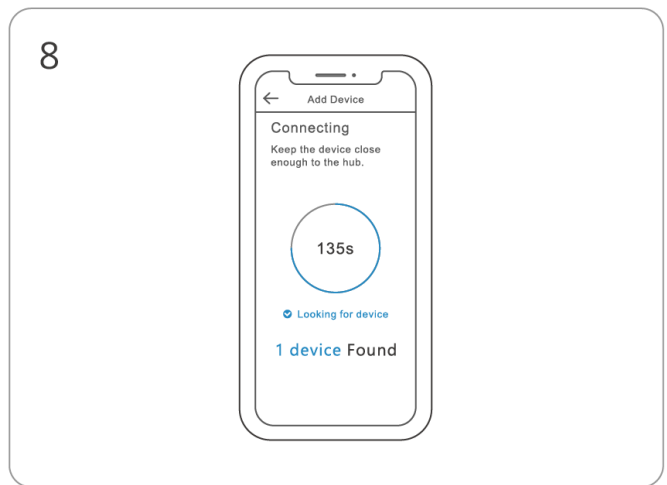 8
Add Device
Connecting
Keep the device close
enough to the hub.
135s
Looking for device
1 device Found